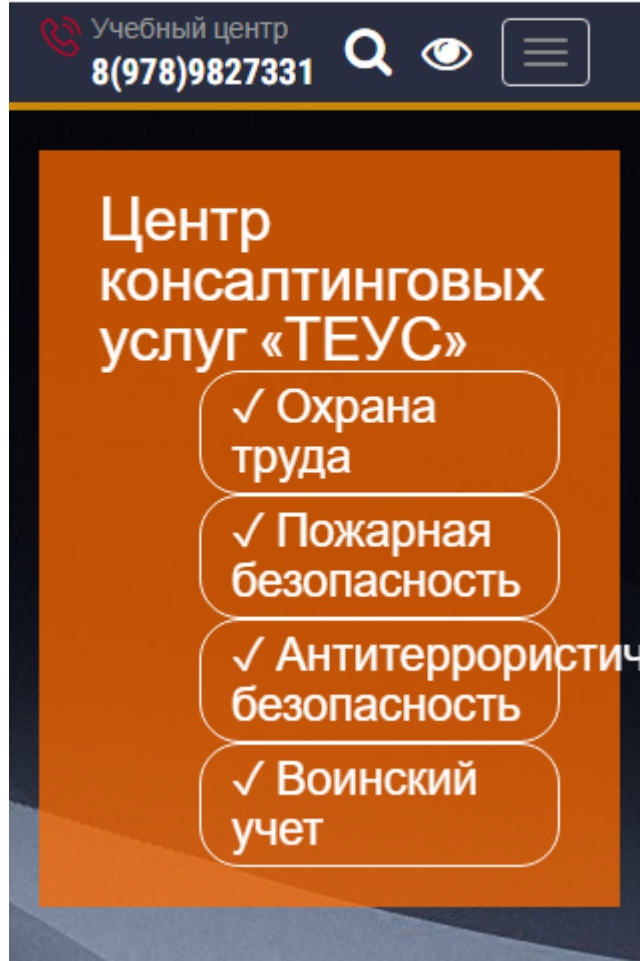 Учебный центр
8(978)9827331
Центр
консалтинговых
услуг «ТЕУС»
✓ Охрана
труда
✓ Пожарная
безопасность
✓ Антитеррористич
безопасность
✓ Воинский
учет